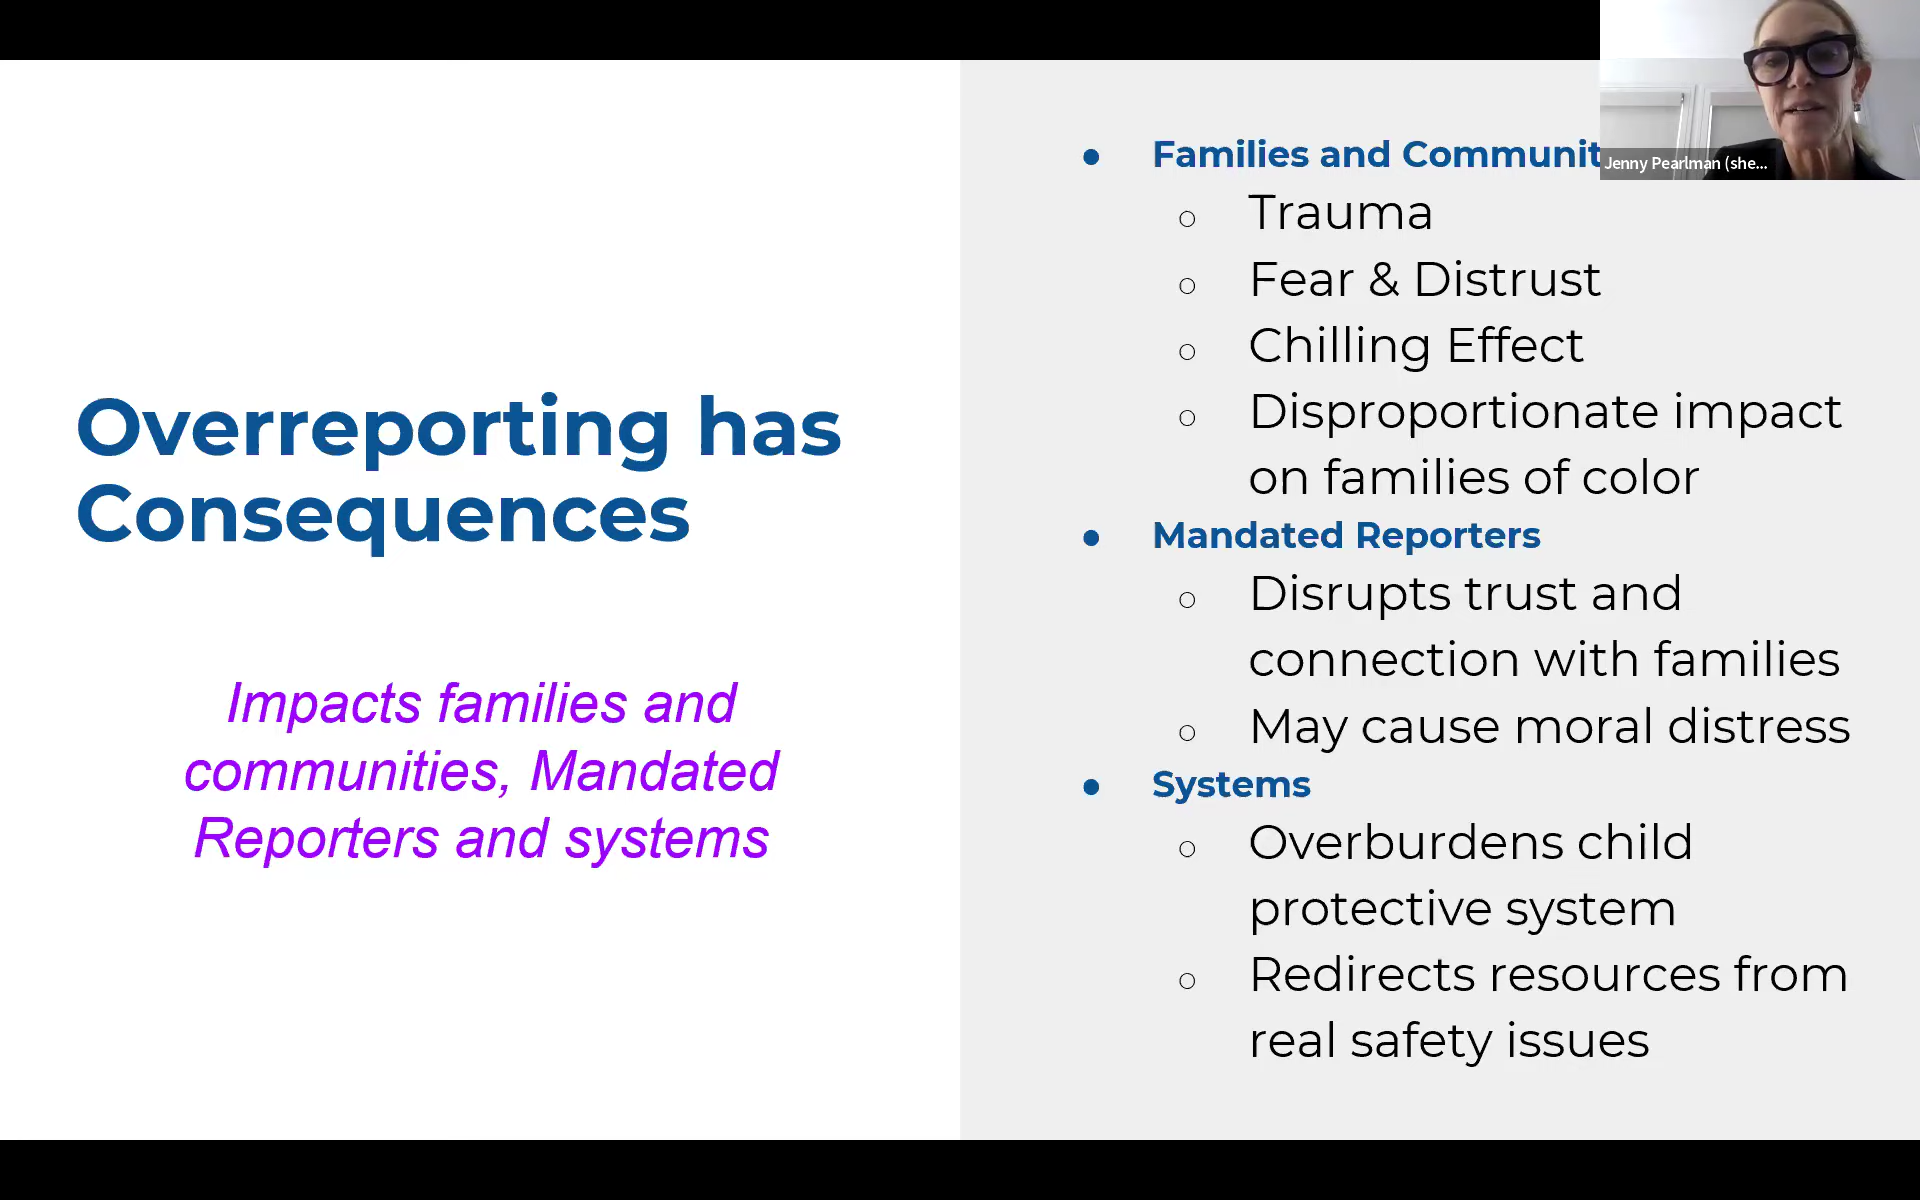 Overreporting has
Consequences
Impacts families and
communities, Mandated
Reporters and systems
● Families and
○ Trauma
○ Fear & Distrust
○ Chilling Effect
○ Disproportionate impact
on families of color
● Mandated Reporters
○ Disrupts trust and
connection with families
○ May cause moral distress
● Systems
○ Overburdens child
protective system
○ Redirects resources from
real safety issues
Jenny Pearlman (she...